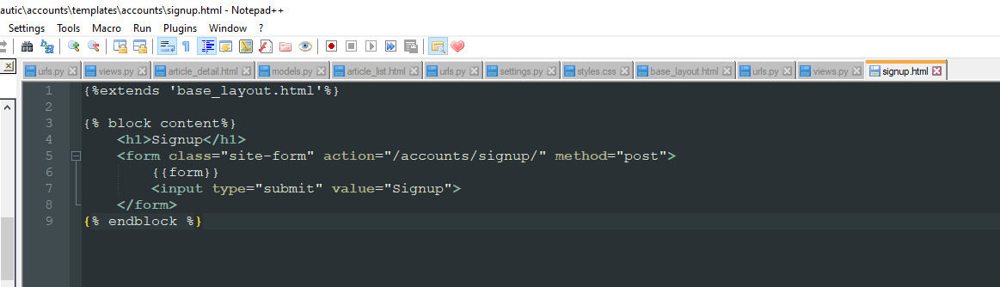 autic\accounts\templates\accounts\signup.html - Notepad++
Settings Tools Macro Run Plugins Window ?
urls.py views.py article_detail.html models.py article_list.html urls.py settings.py styles.css base_layout.html urls.py views.py signup.html
1 {%extends 'base_layout.html'%}
2
3 {% block content%}
4 <h1>Signup</h1>
5 <form class="site-form" action="/accounts/signup/" method="post">
6 {{form}}
7 <input type="submit" value="Signup">
8 </form>
9 {% endblock %}